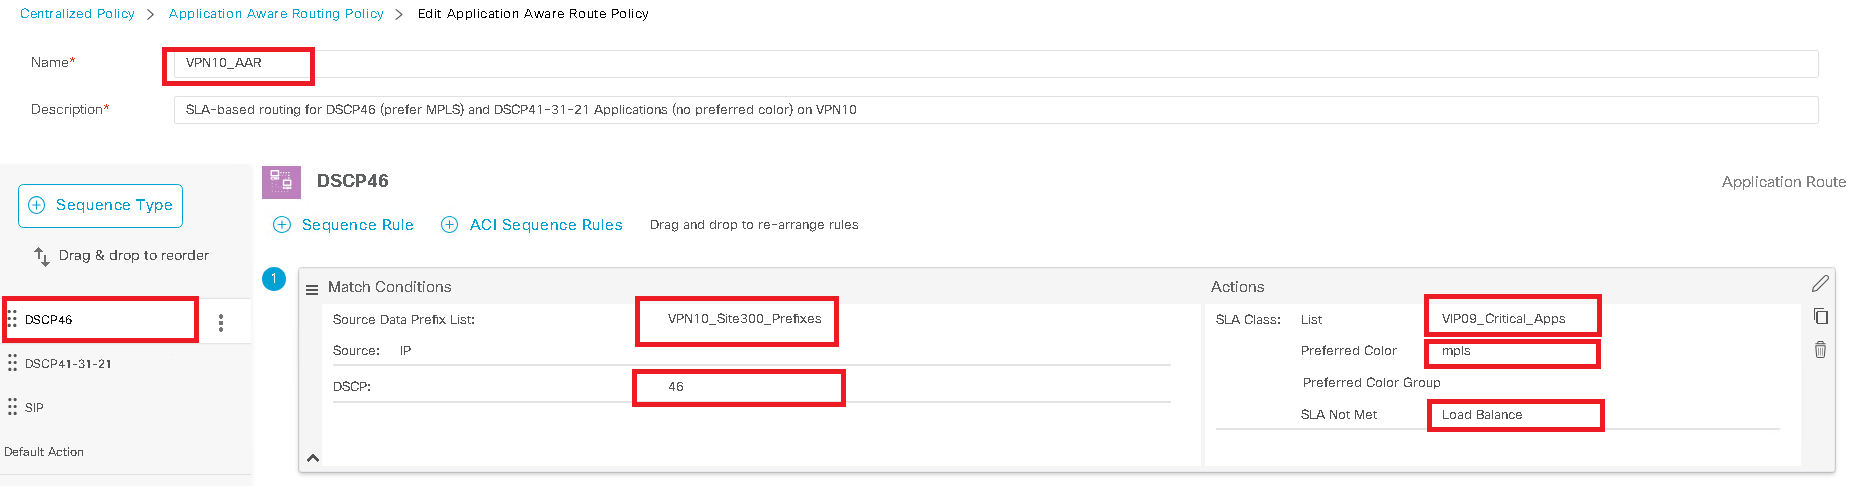 Centralized Policy > Application Aware Routing Policy > Edit Application Aware Route Policy
Name* VPN10_AAR
Description* SLA-based routing for DSCP46 (prefer MPLS) and DSCP41-31-21 Applications (no preferred color) on VPN10
Sequence Type
Drag & drop to reorder
DSCP46
DSCP41-31-21
SIP
Default Action
DSCP46
Application Route
Sequence Rule ACI Sequence Rules Drag and drop to re-arrange rules
1
Match Conditions
Source Data Prefix List: VPN10_Site300_Prefixes
Source: IP
DSCP: 46
Actions
SLA Class: List VIP09_Critical_Apps
Preferred Color mpls
Preferred Color Group
SLA Not Met Load Balance